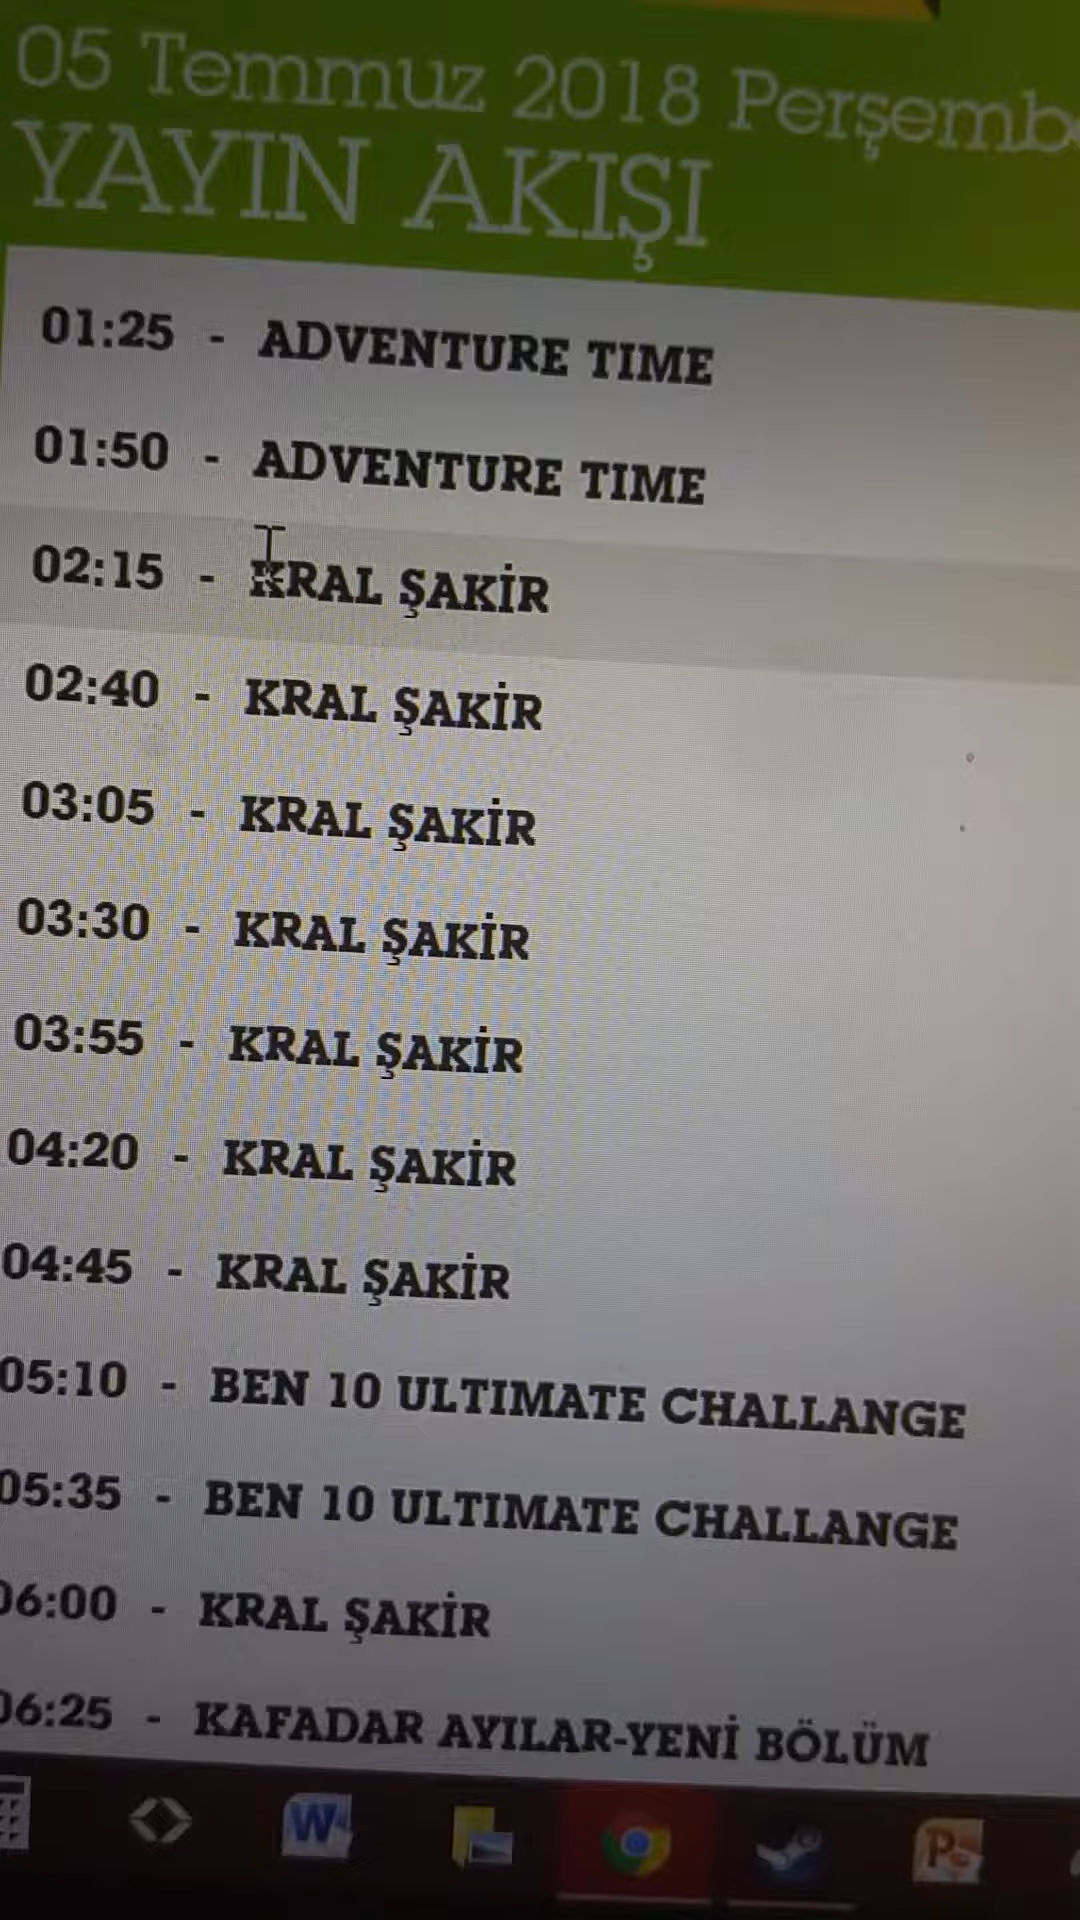 05 Temmuz 2018 Perşembe
YAYIN AKIŞI
01:25 - ADVENTURE TIME
01:50 - ADVENTURE TIME
02:15 - KRAL ŞAKİR
02:40 - KRAL ŞAKİR
03:05 - KRAL ŞAKİR
03:30 - KRAL ŞAKİR
03:55 - KRAL ŞAKİR
04:20 - KRAL ŞAKİR
04:45 - KRAL ŞAKİR
05:10 - BEN 10 ULTIMATE CHALLANGE
05:35 - BEN 10 ULTIMATE CHALLANGE
06:00 - KRAL ŞAKİR
06:25 - KAFADAR AYILAR-YENİ BÖLÜM